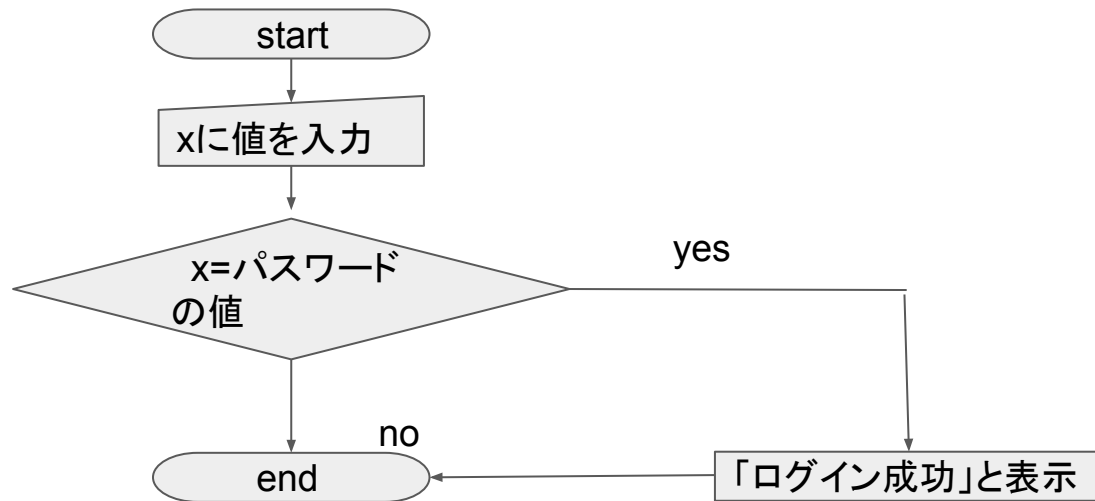 start
xに値を入力
x=パスワード
の値
yes
no
end
「ログイン成功」と表示